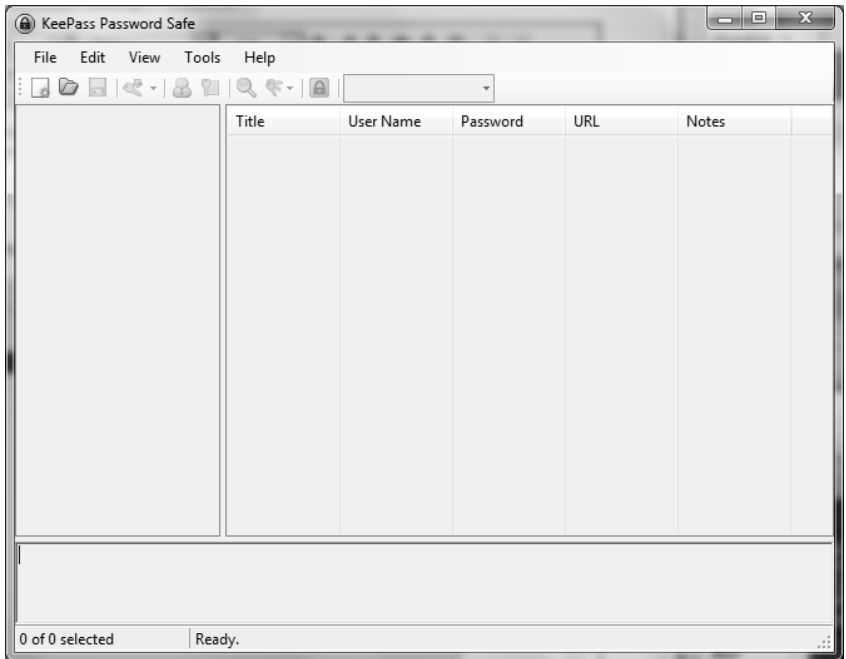 KeePass Password Safe
File Edit View Tools Help
Title User Name Password URL Notes
0 of 0 selected Ready.